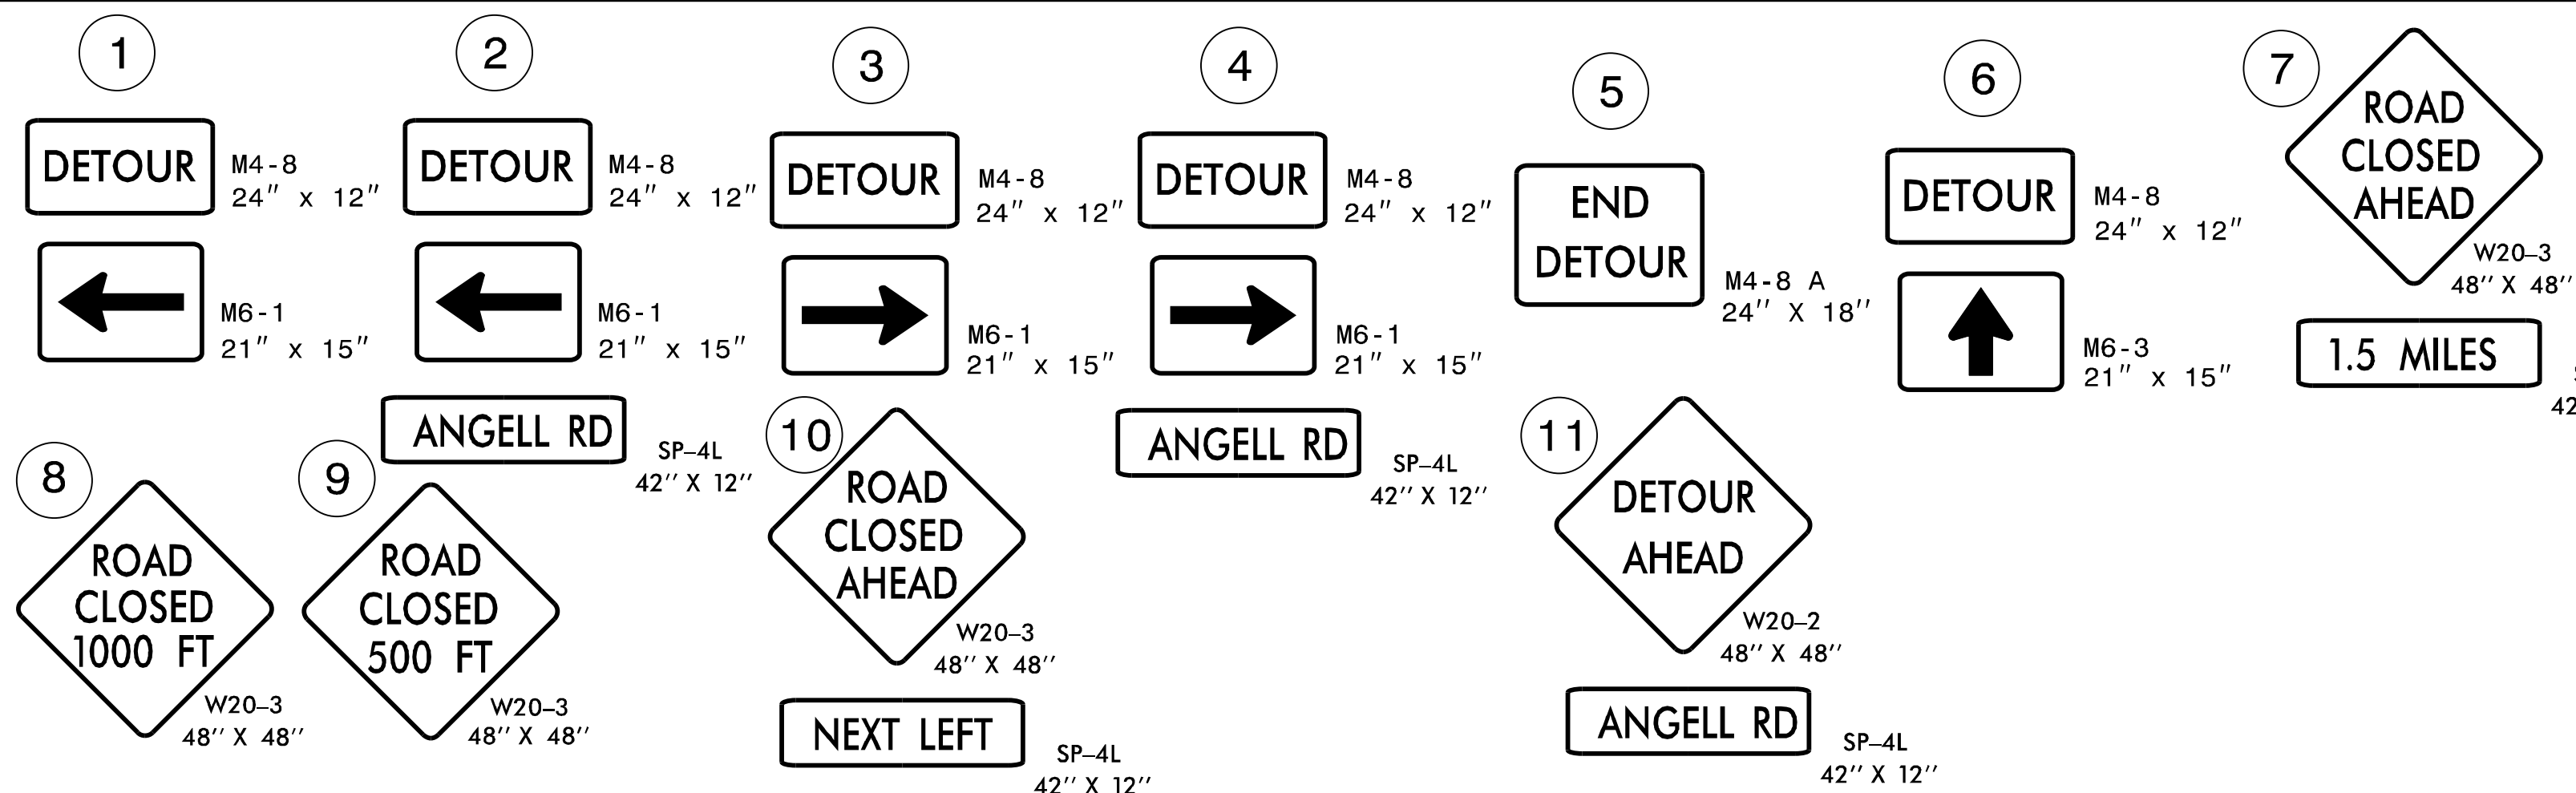 1
DETOUR
M4-8
24" x 12"
M6-1
21" x 15"
2
DETOUR
M4-8
24" x 12"
M6-1
21" x 15"
ANGELL RD
SP-4L
42'' X 12''
3
DETOUR
M4-8
24" x 12"
M6-1
21" x 15"
4
DETOUR
M4-8
24" x 12"
M6-1
21" x 15"
ANGELL RD
SP-4L
42'' X 12''
5
END
DETOUR
M4-8 A
24'' X 18''
6
DETOUR
M4-8
24" x 12"
M6-3
21" x 15"
7
ROAD
CLOSED
AHEAD
W20-3
48'' X 48''
1.5 MILES
42
8
ROAD
CLOSED
1000 FT
W20-3
48'' X 48''
9
ROAD
CLOSED
500 FT
W20-3
48'' X 48''
10
ROAD
CLOSED
AHEAD
W20-3
48'' X 48''
NEXT LEFT
SP-4L
42'' X 12''
11
DETOUR
AHEAD
W20-2
48'' X 48''
ANGELL RD
SP-4L
42'' X 12''